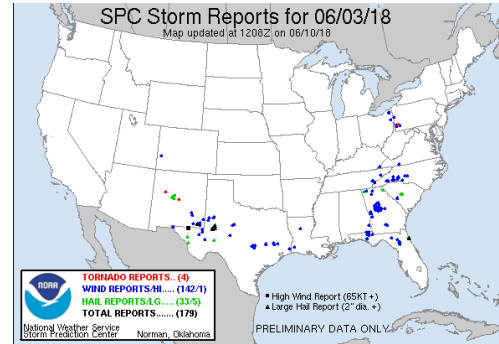 SPC Storm Reports for 06/03/18
Map updated at 1208Z on 06/10/18
NOAA
TORNADO REPORTS.. (4)
WIND REPORTS/HI..... (142/1)
HAIL REPORTS/LG..... (33/5)
TOTAL REPORTS....... (179)
National Weather Service
Storm Prediction Center Norman, Oklahoma
High Wind Report (65KT +)
Large Hail Report (2" dia. +)
PRELIMINARY DATA ONLY